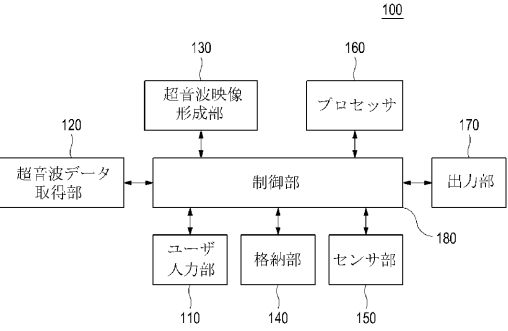 100
130
160
超音波映像
形成部
プロセッサ
120
170
超音波データ
取得部
制御部
出力部
180
ユーザ
入力部
格納部
センサ部
110
140
150